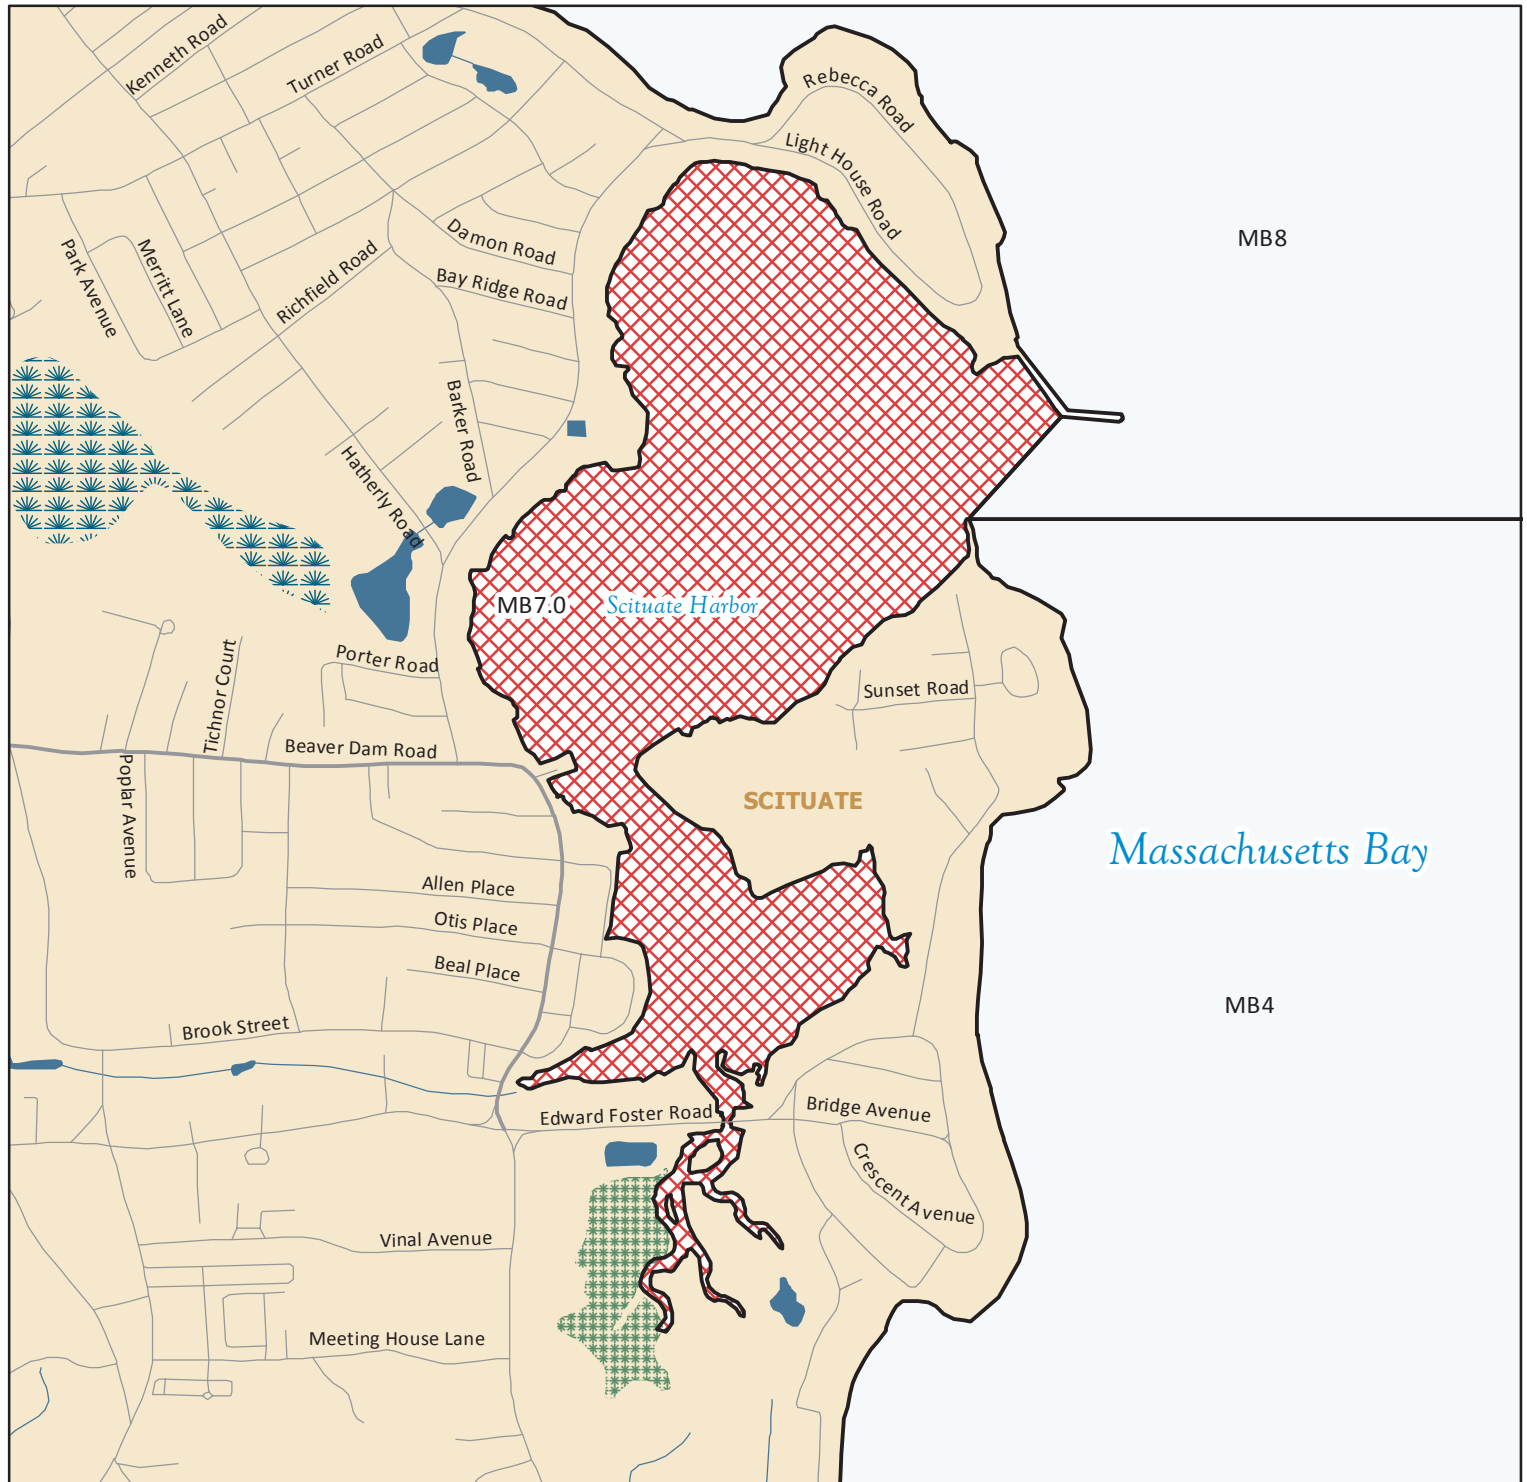 Kenneth Road
Turner Road
Rebecca Road
Light House Road
MB8
Park Avenue
Merritt Lane
Richfield Road
Damon Road
Bay Ridge Road
Barker Road
Hatherly Road
MB7.0
Scituate Harbor
Porter Road
Tichnor Court
Sunset Road
Beaver Dam Road
Poplar Avenue
SCITUATE
Massachusetts Bay
Allen Place
Otis Place
Beal Place
MB4
Brook Street
Edward Foster Road
Bridge Avenue
Crescent Avenue
Vinal Avenue
Meeting House Lane